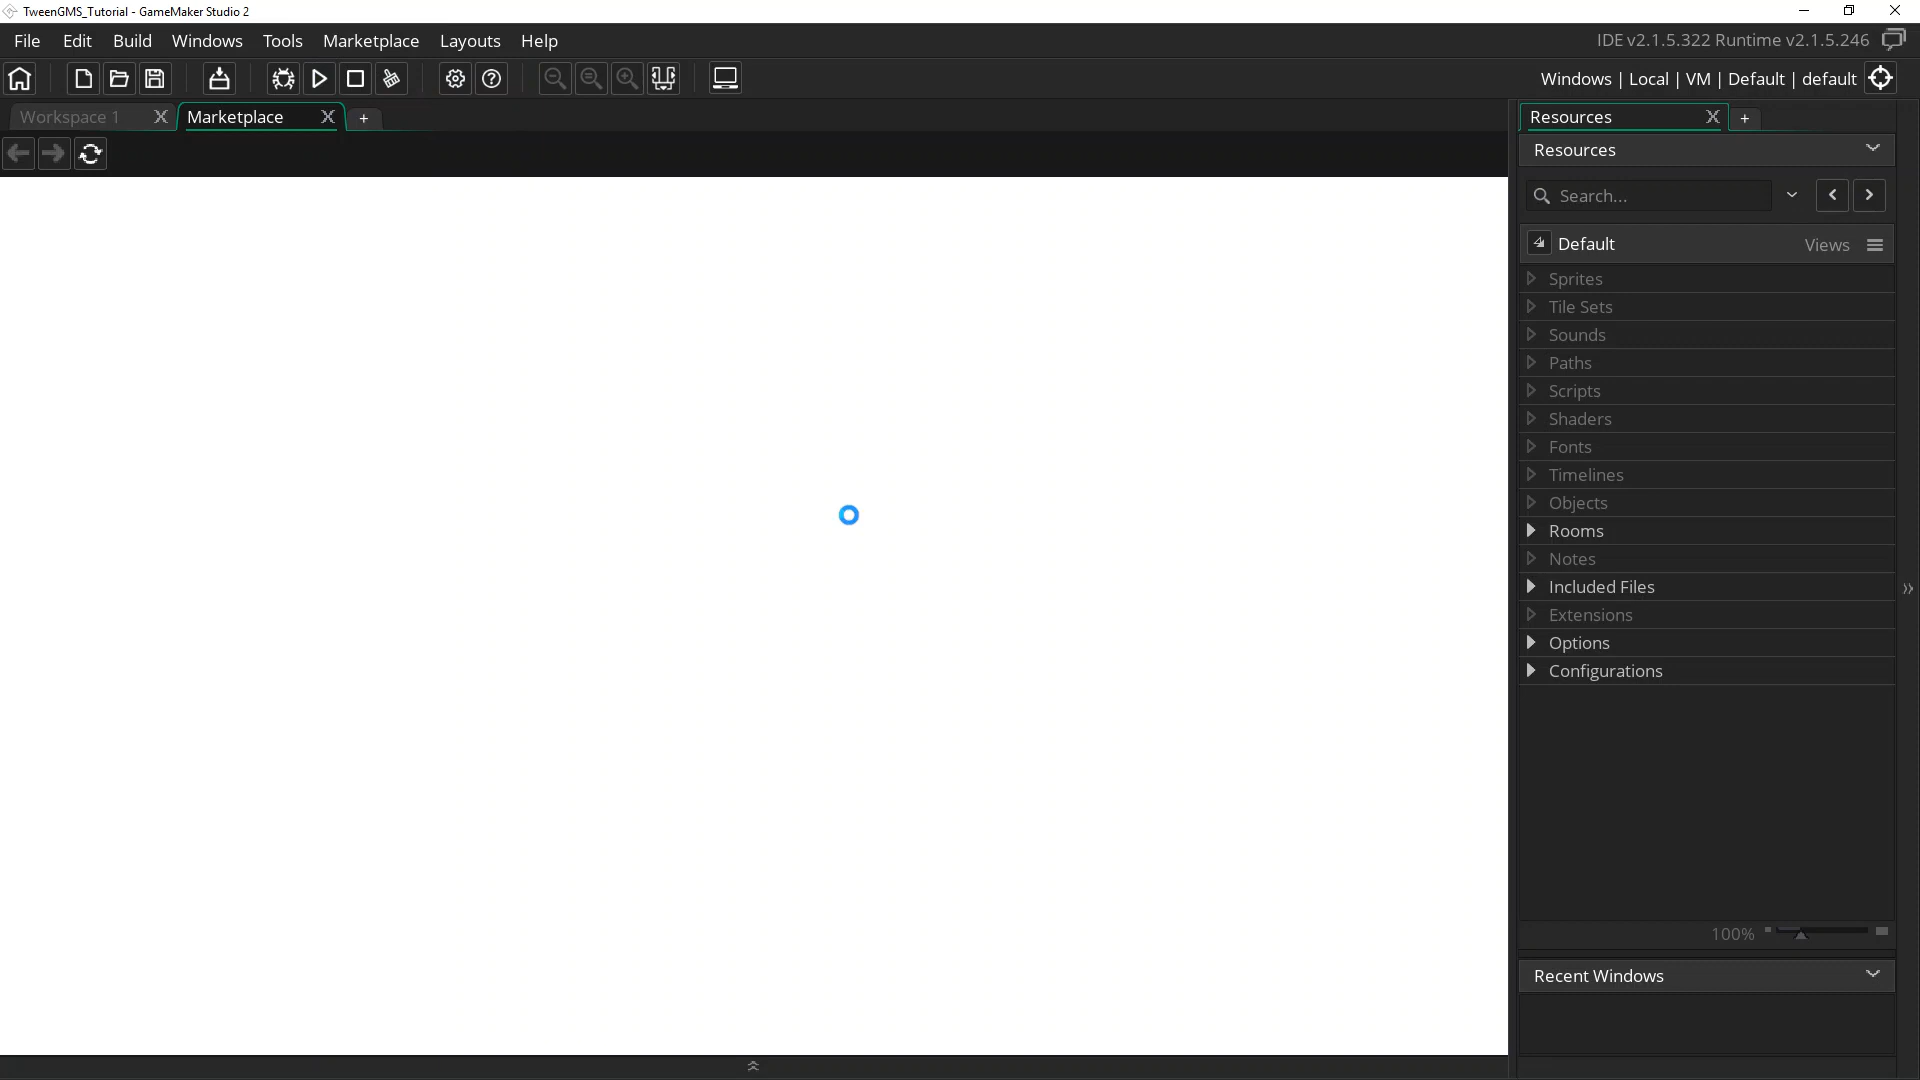 TweenGMS_Tutorial - GameMaker Studio 2
File Edit Build Windows Tools Marketplace Layouts Help
IDE v2.1.5.322 Runtime v2.1.5.246
Windows | Local | VM | Default | default
Workspace 1 X
Marketplace X
+
Resources X
+
Resources
Search...
Default
Views
Sprites
Tile Sets
Sounds
Paths
Scripts
Shaders
Fonts
Timelines
Objects
Rooms
Notes
Included Files
Extensions
Options
Configurations
100%
Recent Windows